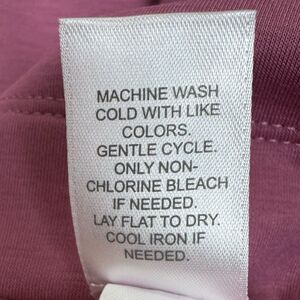 MACHINE WASH
COLD WITH LIKE
COLORS.
GENTLE CYCLE.
ONLY NON-
CHLORINE BLEACH
IF NEEDED.
LAY FLAT TO DRY.
COOL IRON IF
NEEDED.